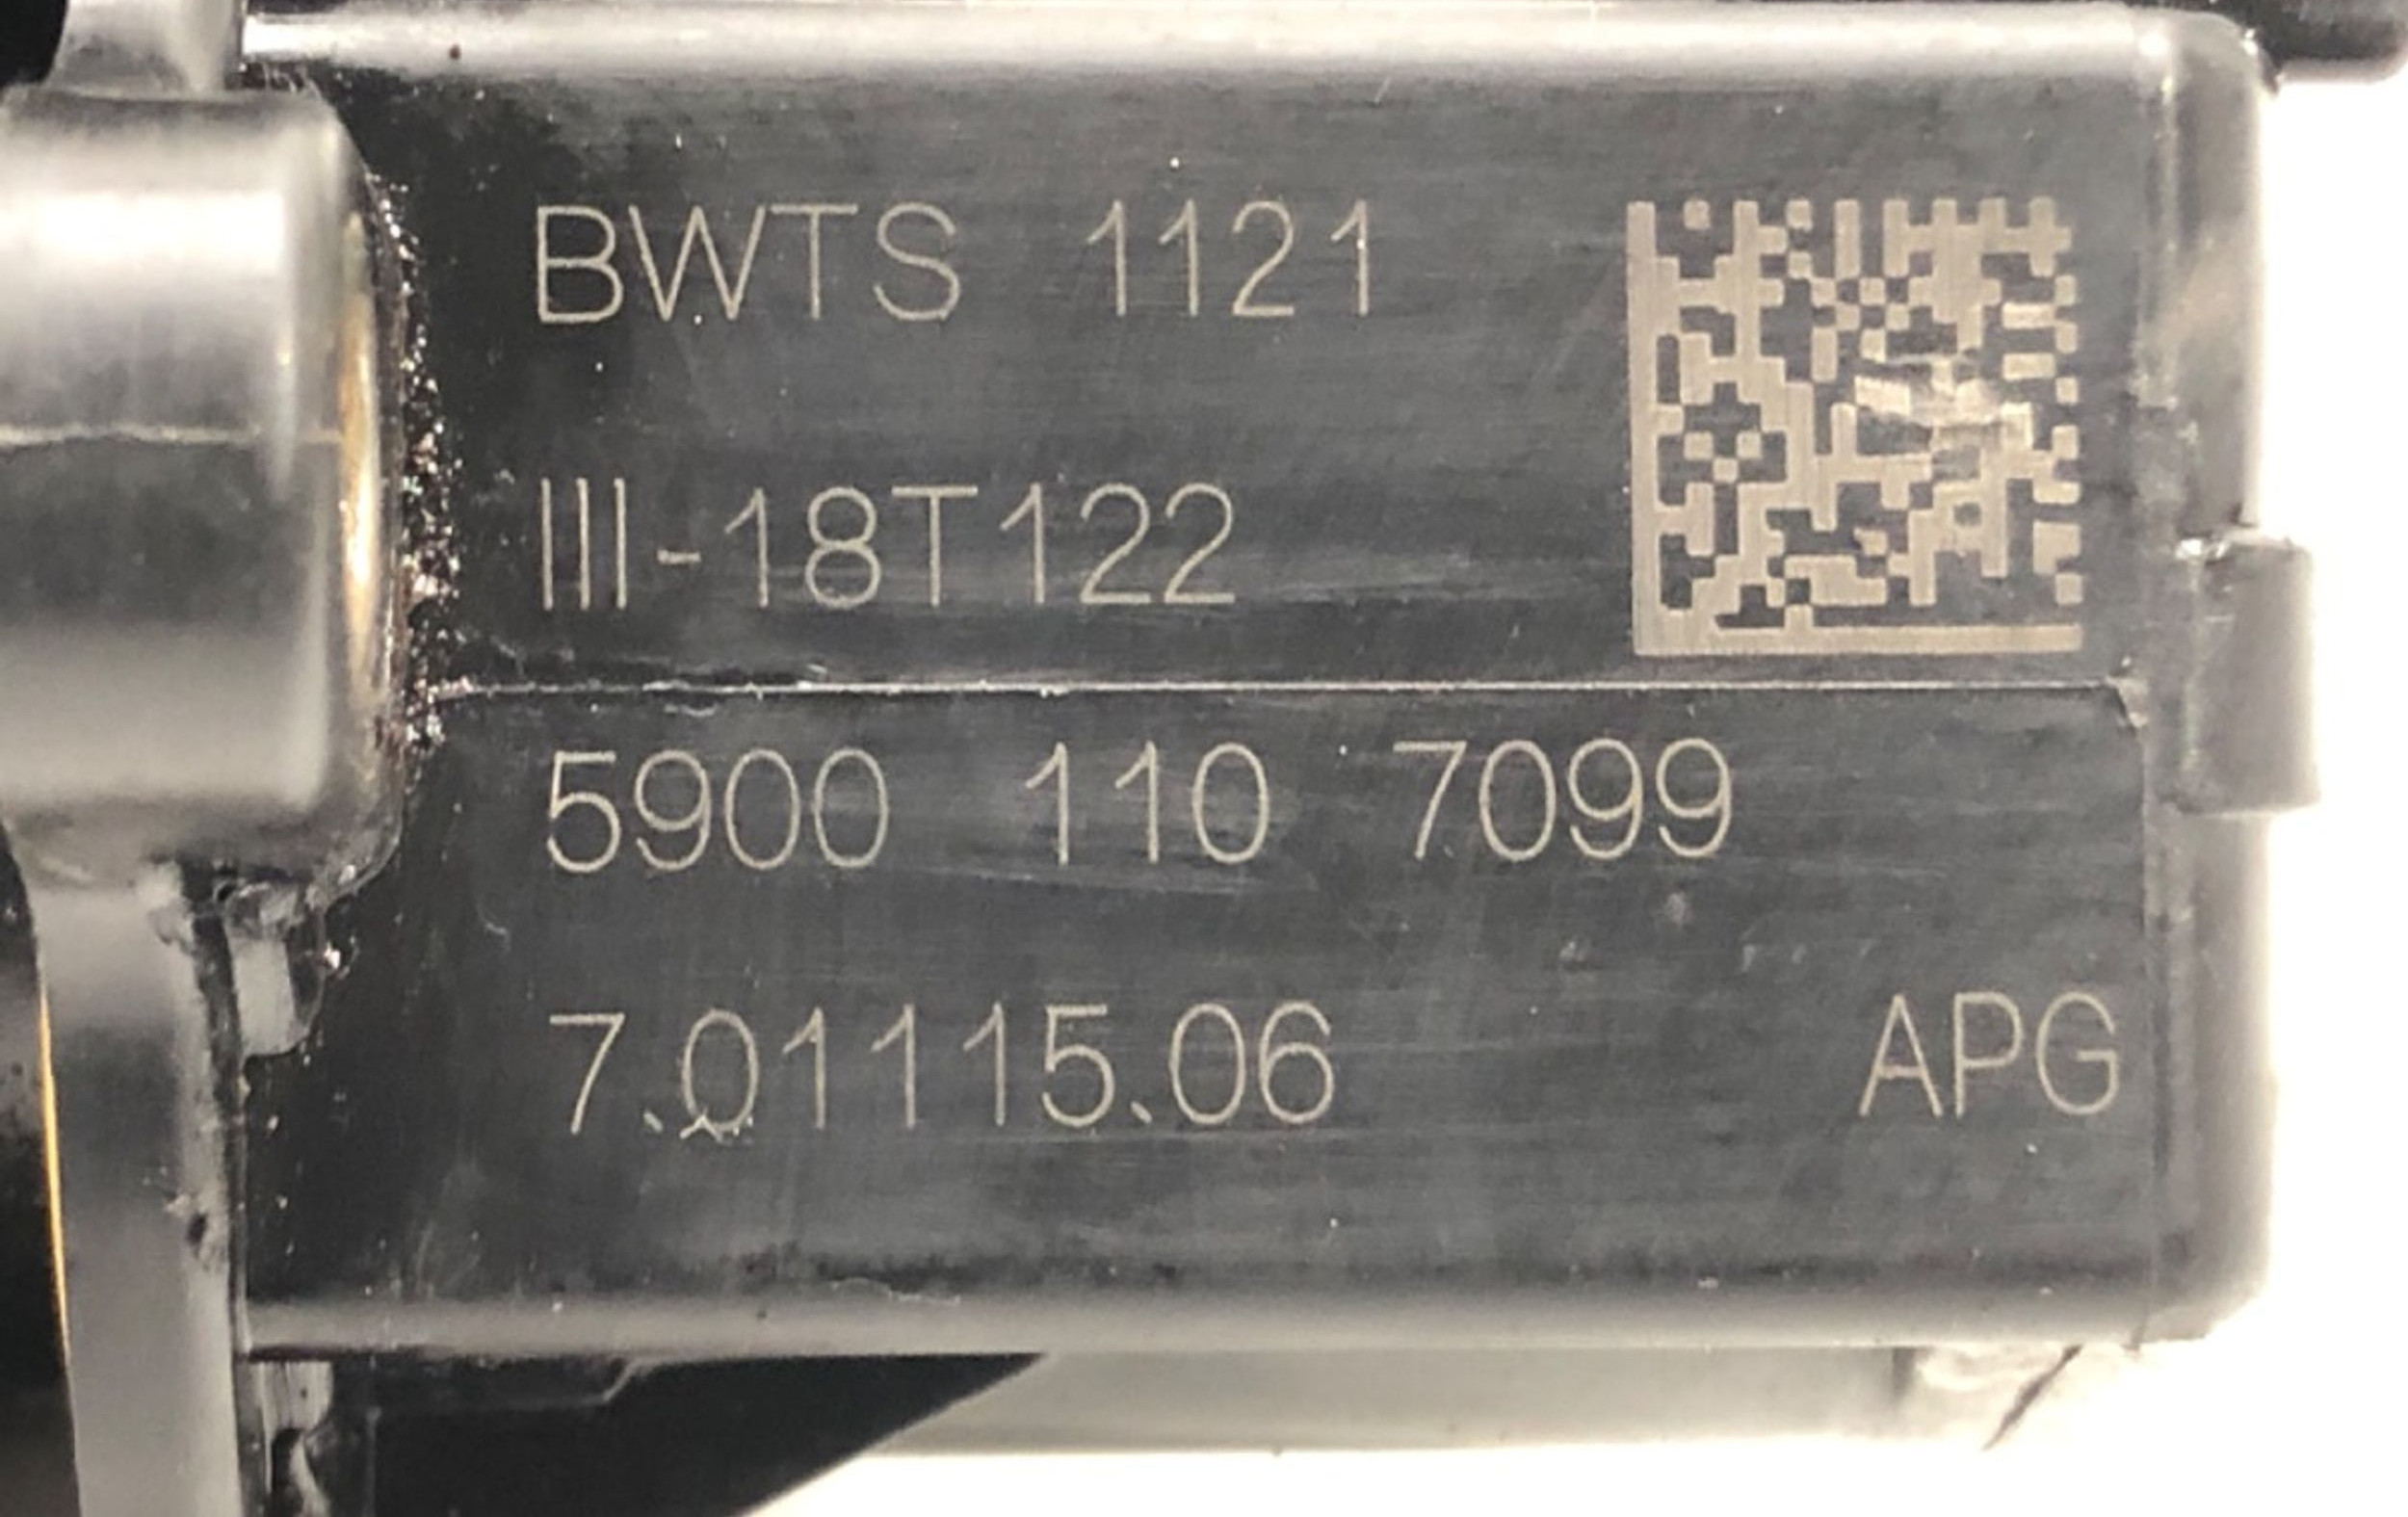 BWTS 1121
III-18T122
5900 110 7099
7.01115.06 APG